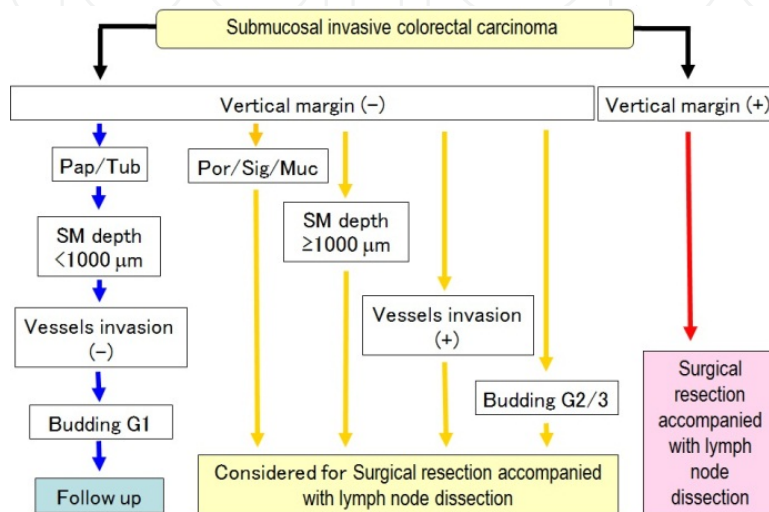 Submucosal invasive colorectal carcinoma
Vertical margin (−)
Vertical margin (+)
Pap/Tub
Por/Sig/Muc
SM depth
<1000 μm
SM depth
≥1000 μm
Vessels invasion
(−)
Vessels invasion
(+)
Budding G1
Budding G2/3
Follow up
Considered for Surgical resection accompanied
with lymph node dissection
Surgical
resection
accompanied
with lymph
node
dissection